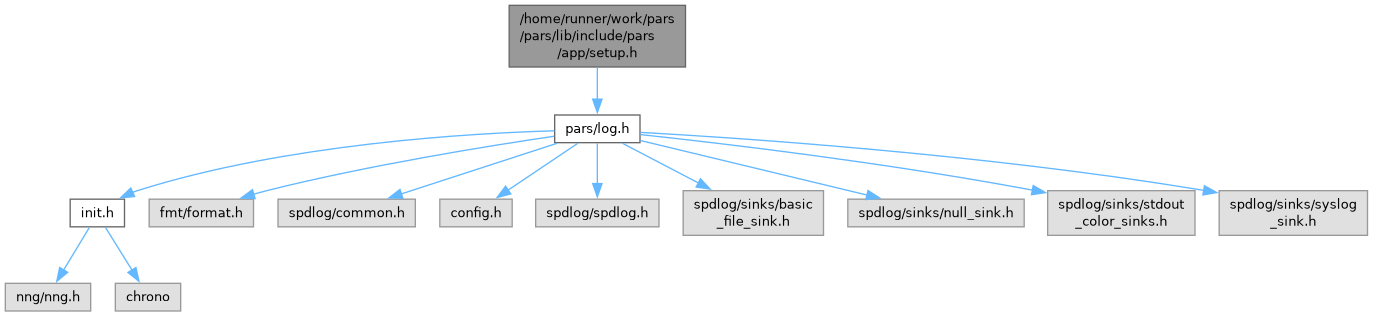 /home/runner/work/pars
/pars/lib/include/pars
/app/setup.h
pars/log.h
init.h
fmt/format.h
spdlog/common.h
config.h
spdlog/spdlog.h
spdlog/sinks/basic
_file_sink.h
spdlog/sinks/null_sink.h
spdlog/sinks/stdout
_color_sinks.h
spdlog/sinks/syslog
_sink.h
nng/nng.h
chrono